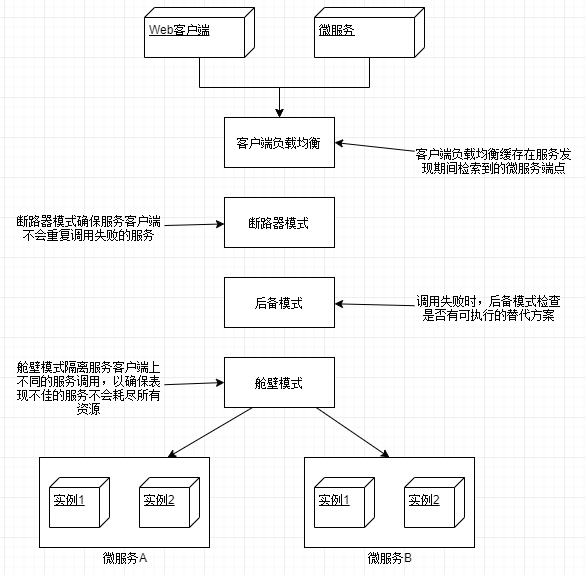 Web客户端
微服务
客户端负载均衡
客户端负载均衡缓存在服务发
现期间检索到的微服务端点
断路器模式确保服务客户端
不会重复调用失败的服务
断路器模式
后备模式
调用失败时，后备模式检查
是否有可执行的替代方案
舱壁模式隔离服务客户端上
不同的服务调用，以确保表
现不佳的服务不会耗尽所有
资源
舱壁模式
实例1
实例2
实例1
实例2
微服务A
微服务B